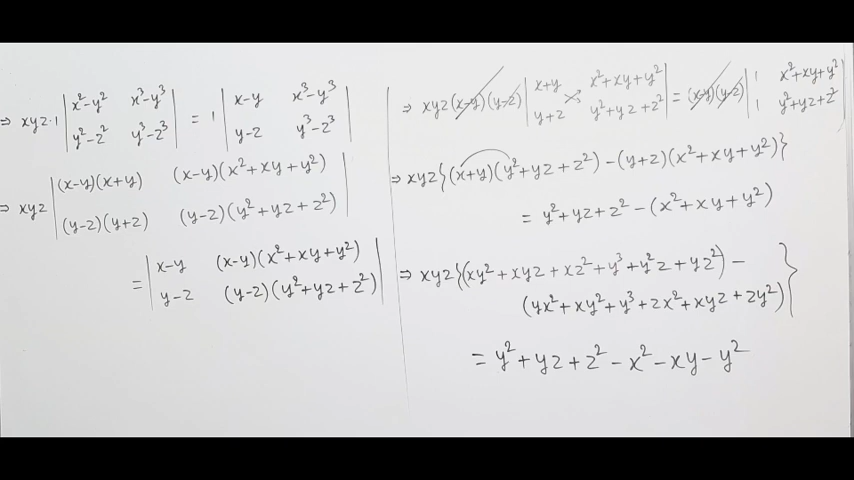 ⇒ xyz·1 | x²-y² x³-y³ | = 1 | x-y x³-y³ |
| y²-z² y³-z³ | | y-z y³-z³ |
⇒ xyz | (x-y)(x+y) (x-y)(x²+xy+y²) |
| (y-z)(y+z) (y-z)(y²+yz+z²) |
= | x-y (x-y)(x²+xy+y²) |
| y-z (y-z)(y²+yz+z²) |
⇒ xyz(x-y)(y-z) | x+y x²+xy+y² | = (x-y)(y-z) | 1 x²+xy+y² |
| y+z y²+yz+z² | | 1 y²+yz+z² |
⇒ xyz{(x+y)(y²+yz+z²) - (y+z)(x²+xy+y²)}
= y²+yz+z² - (x²+xy+y²)
⇒ xyz{(xy²+xyz+xz²+y³+y²z+yz²) -
(yx²+xy²+y³+zx²+xyz+zy²)}
= y²+yz+z²-x²-xy-y²